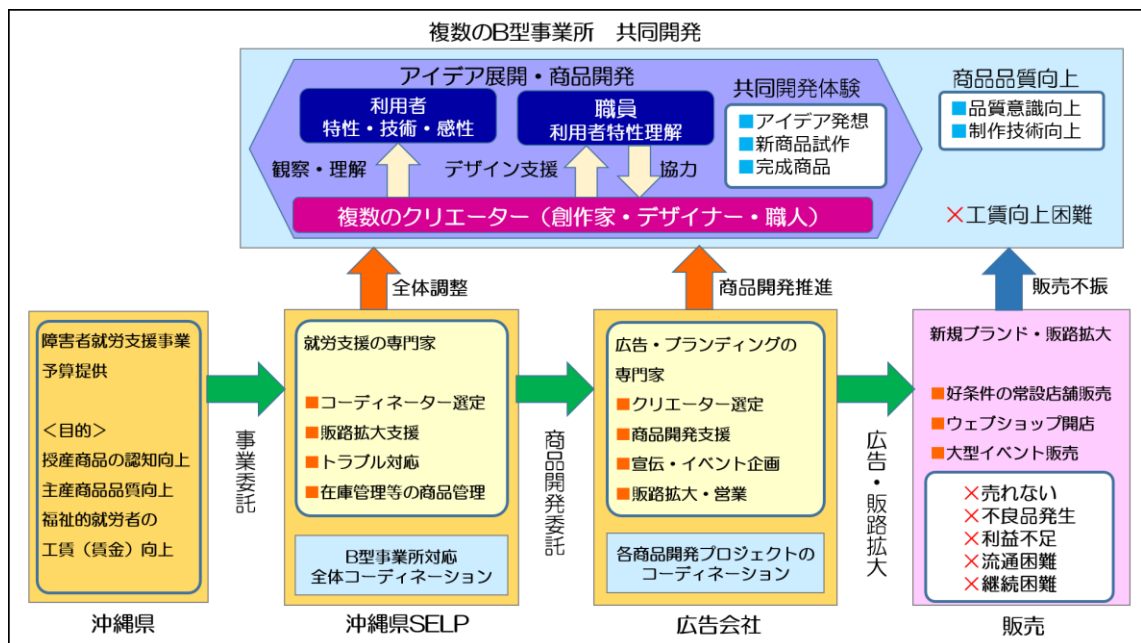 複数のB型事業所　共同開発
アイデア展開・商品開発
利用者
特性・技術・感性
職員
利用者特性理解
共同開発体験
■アイデア発想
■新商品試作
■完成商品
商品品質向上
■品質意識向上
■制作技術向上
観察・理解
デザイン支援
協力
複数のクリエーター（創作家・デザイナー・職人）
×工賃向上困難
全体調整
商品開発推進
販売不振
障害者就労支援事業
予算提供
＜目的＞
授産商品の認知向上
主産商品品質向上
福祉的就労者の
工賃（賃金）向上
沖縄県
事業委託
就労支援の専門家
■コーディネーター選定
■販路拡大支援
■トラブル対応
■在庫管理等の商品管理
B型事業所対応
全体コーディネーション
沖縄県SELP
商品開発委託
広告・ブランディングの
専門家
■クリエーター選定
■商品開発支援
■宣伝・イベント企画
■販路拡大・営業
各商品開発プロジェクトの
コーディネーション
広告会社
広告・販路拡大
新規ブランド・販路拡大
■好条件の常設店舗販売
■ウェブショップ開店
■大型イベント販売
×売れない
×不良品発生
×利益不足
×流通困難
×継続困難
販売